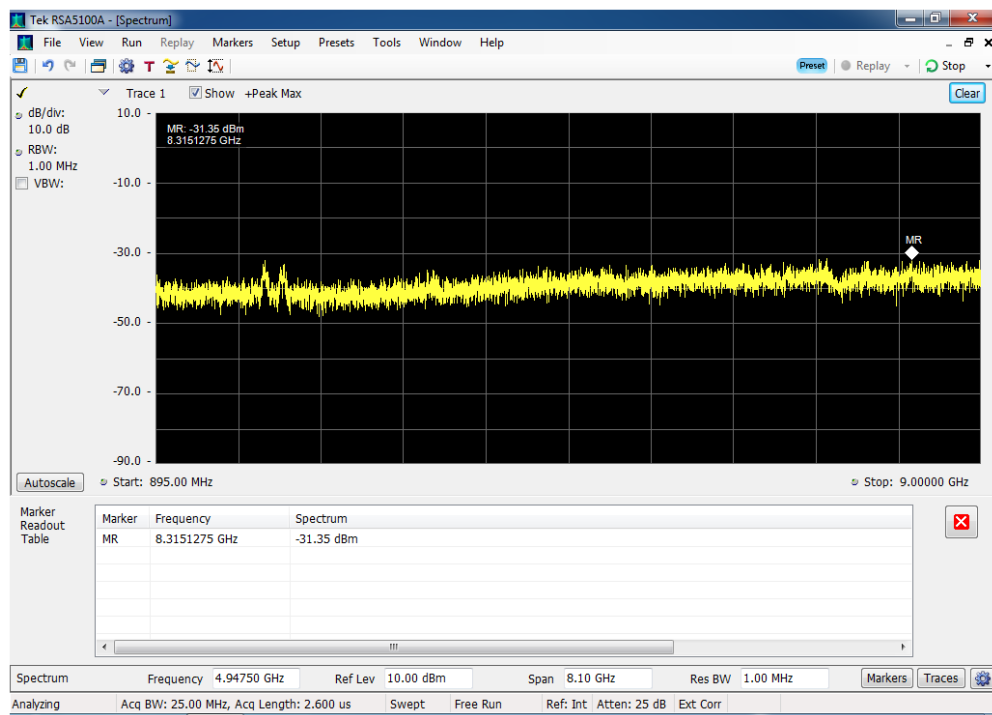 Tek RSA5100A - [Spectrum]
File View Run Replay Markers Setup Presets Tools Window Help
T Preset Replay Stop
Trace 1 Show +Peak Max Clear
dB/div:
10.0 dB
RBW:
1.00 MHz
VBW:
10.0 -
-10.0 -
-30.0 -
-50.0 -
-70.0 -
-90.0 -
MR: -31.35 dBm
8.3151275 GHz
MR
Autoscale Start: 895.00 MHz Stop: 9.00000 GHz
Marker
Readout
Table
Marker Frequency Spectrum
MR 8.3151275 GHz -31.35 dBm
Spectrum Frequency 4.94750 GHz Ref Lev 10.00 dBm Span 8.10 GHz Res BW 1.00 MHz Markers Traces
Analyzing Acq BW: 25.00 MHz, Acq Length: 2.600 us Swept Free Run Ref: Int Atten: 25 dB Ext Corr